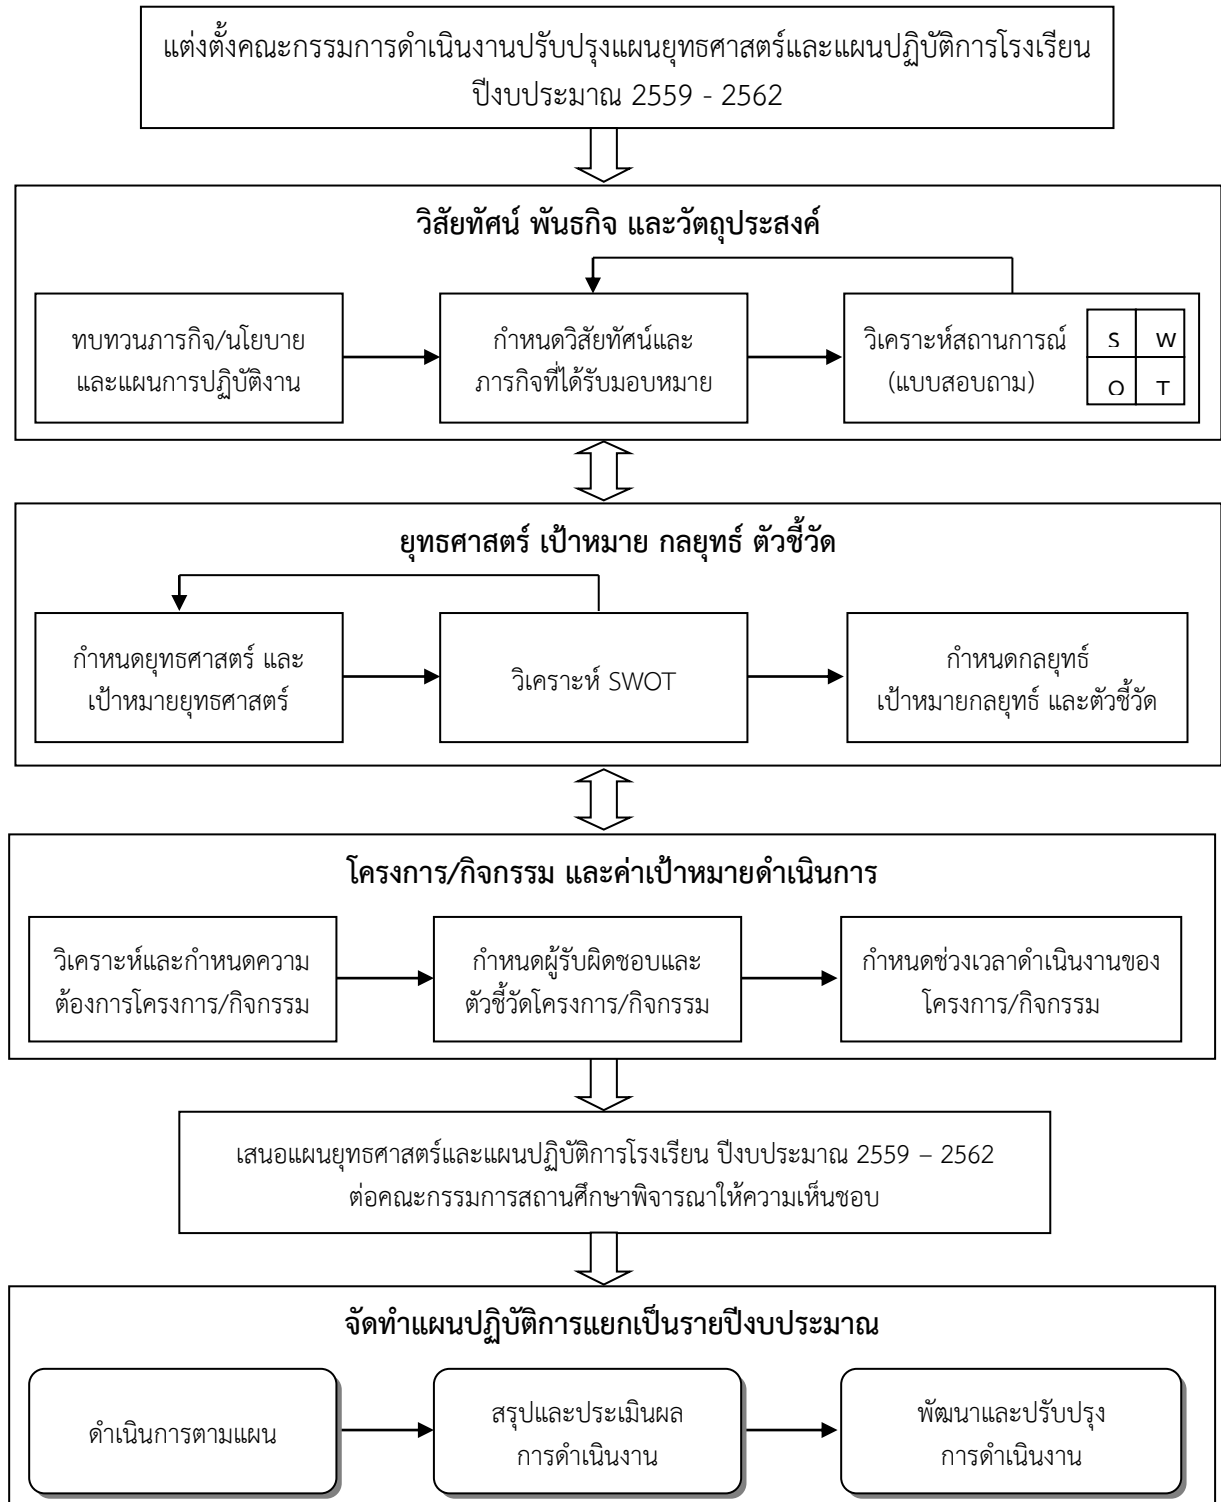 แต่งตั้งคณะกรรมการดำเนินงานปรับปรุงแผนยุทธศาสตร์และแผนปฏิบัติการโรงเรียน
ปีงบประมาณ 2559 - 2562
วิสัยทัศน์ พันธกิจ และวัตถุประสงค์
ทบทวนภารกิจ/นโยบาย
และแผนการปฏิบัติงาน
กำหนดวิสัยทัศน์และ
ภารกิจที่ได้รับมอบหมาย
วิเคราะห์สถานการณ์
(แบบสอบถาม)
S W
O T
ยุทธศาสตร์ เป้าหมาย กลยุทธ์ ตัวชี้วัด
กำหนดยุทธศาสตร์ และ
เป้าหมายยุทธศาสตร์
วิเคราะห์ SWOT
กำหนดกลยุทธ์
เป้าหมายกลยุทธ์ และตัวชี้วัด
โครงการ/กิจกรรม และค่าเป้าหมายดำเนินการ
วิเคราะห์และกำหนดความ
ต้องการโครงการ/กิจกรรม
กำหนดผู้รับผิดชอบและ
ตัวชี้วัดโครงการ/กิจกรรม
กำหนดช่วงเวลาดำเนินงานของ
โครงการ/กิจกรรม
เสนอแผนยุทธศาสตร์และแผนปฏิบัติการโรงเรียน ปีงบประมาณ 2559 – 2562
ต่อคณะกรรมการสถานศึกษาพิจารณาให้ความเห็นชอบ
จัดทำแผนปฏิบัติการแยกเป็นรายปีงบประมาณ
ดำเนินการตามแผน
สรุปและประเมินผล
การดำเนินงาน
พัฒนาและปรับปรุง
การดำเนินงาน